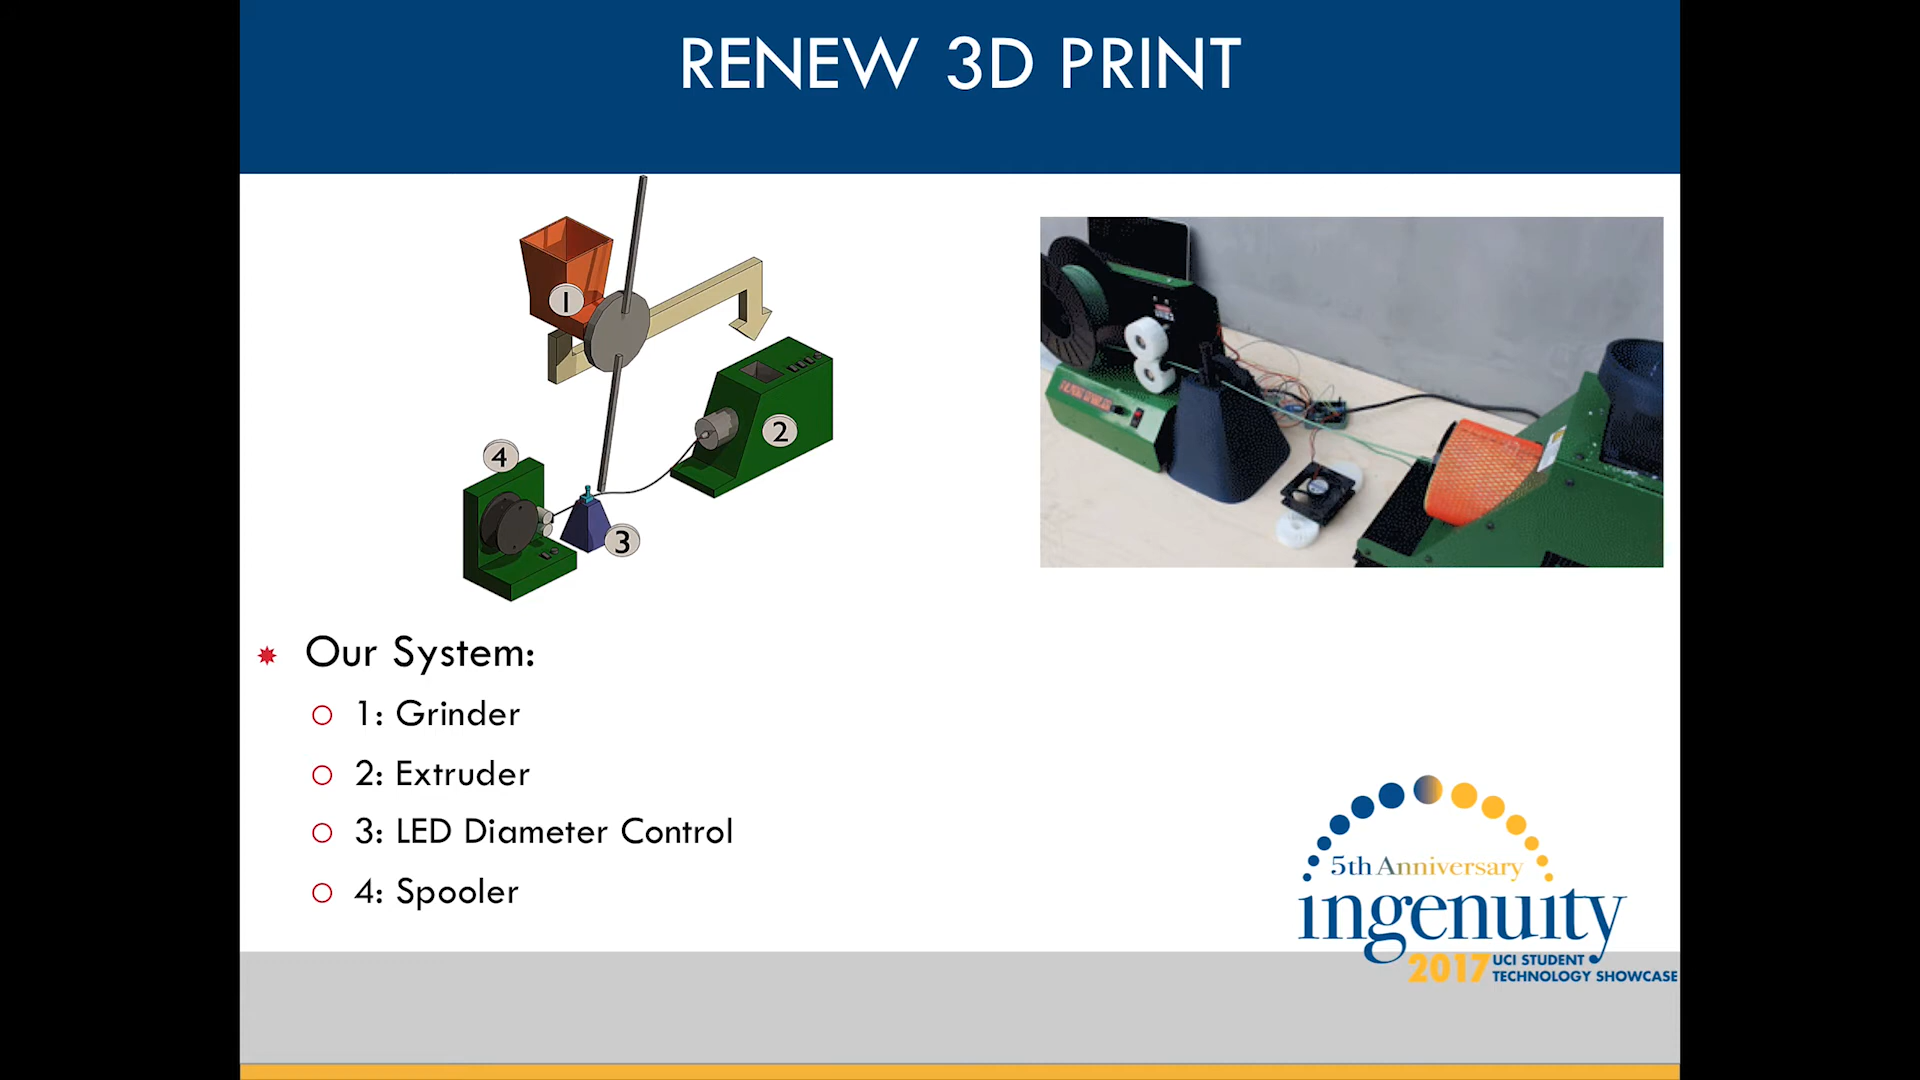 RENEW 3D PRINT
1
2
4
3
Our System:
1: Grinder
2: Extruder
3: LED Diameter Control
4: Spooler
5th Anniversary
ingenuity
2017 UCI STUDENT
TECHNOLOGY SHOWCASE